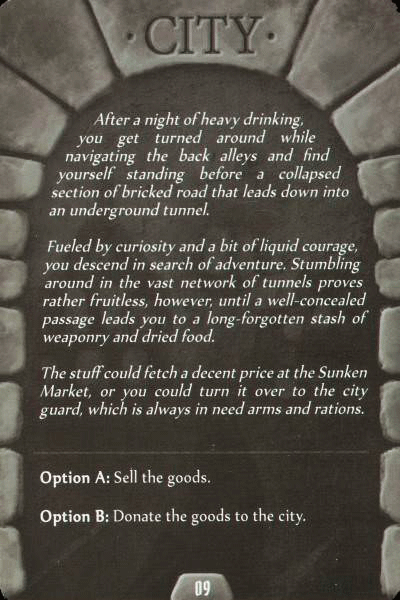 ·CITY·
After a night of heavy drinking,
you get turned around while
navigating the back alleys and find
yourself standing before a collapsed
section of bricked road that leads down into
an underground tunnel.
Fueled by curiosity and a bit of liquid courage,
you descend in search of adventure. Stumbling
around in the vast network of tunnels proves
rather fruitless, however, until a well-concealed
passage leads you to a long-forgotten stash of
weaponry and dried food.
The stuff could fetch a decent price at the Sunken
Market, or you could turn it over to the city
guard, which is always in need arms and rations.
Option A: Sell the goods.
Option B: Donate the goods to the city.
09